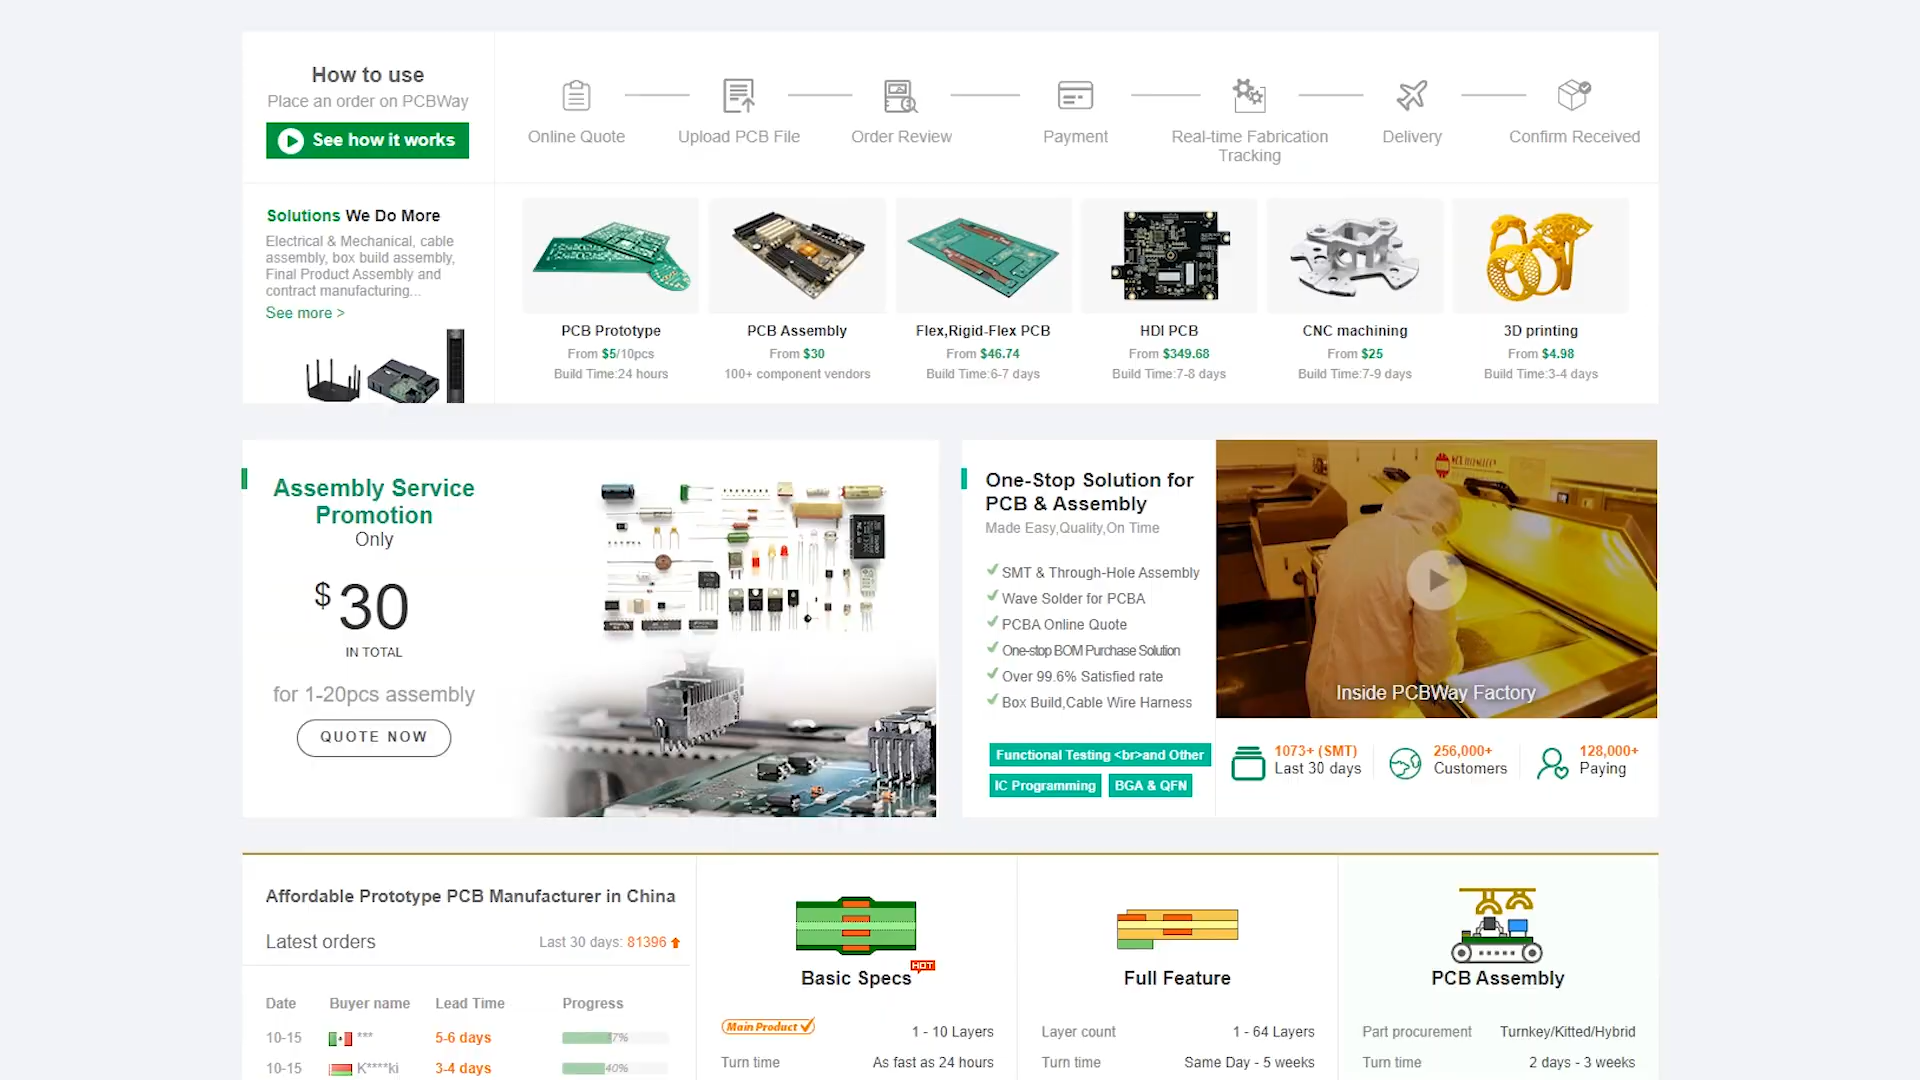 How to use
Place an order on PCBWay
See how it works
Online Quote
Upload PCB File
Order Review
Payment
Real-time Fabrication
Tracking
Delivery
Confirm Received
Solutions We Do More
Electrical & Mechanical, cable
assembly, box build assembly,
Final Product Assembly and
contract manufacturing...
See more >
PCB Prototype
From $5/10pcs
Build Time:24 hours
PCB Assembly
From $30
100+ component vendors
Flex,Rigid-Flex PCB
From $46.74
Build Time:6-7 days
HDI PCB
From $349.68
Build Time:7-8 days
CNC machining
From $25
Build Time:7-9 days
3D printing
From $4.98
Build Time:3-4 days
Assembly Service
Promotion
Only
$30
IN TOTAL
for 1-20pcs assembly
QUOTE NOW
One-Stop Solution for
PCB & Assembly
Made Easy,Quality,On Time
SMT & Through-Hole Assembly
Wave Solder for PCBA
PCBA Online Quote
One-stop BOM Purchase Solution
Over 99.6% Satisfied rate
Box Build,Cable Wire Harness
Functional Testing <br>and Other
IC Programming
BGA & QFN
Inside PCBWay Factory
1073+ (SMT)
Last 30 days
256,000+
Customers
128,000+
Paying
Affordable Prototype PCB Manufacturer in China
Latest orders
Last 30 days: 81396
Date Buyer name Lead Time Progress
10-15 *** 5-6 days 47%
10-15 K****ki 3-4 days 40%
HOT
Basic Specs
Main Product
1 - 10 Layers
Turn time As fast as 24 hours
Full Feature
Layer count 1 - 64 Layers
Turn time Same Day - 5 weeks
PCB Assembly
Part procurement Turnkey/Kitted/Hybrid
Turn time 2 days - 3 weeks